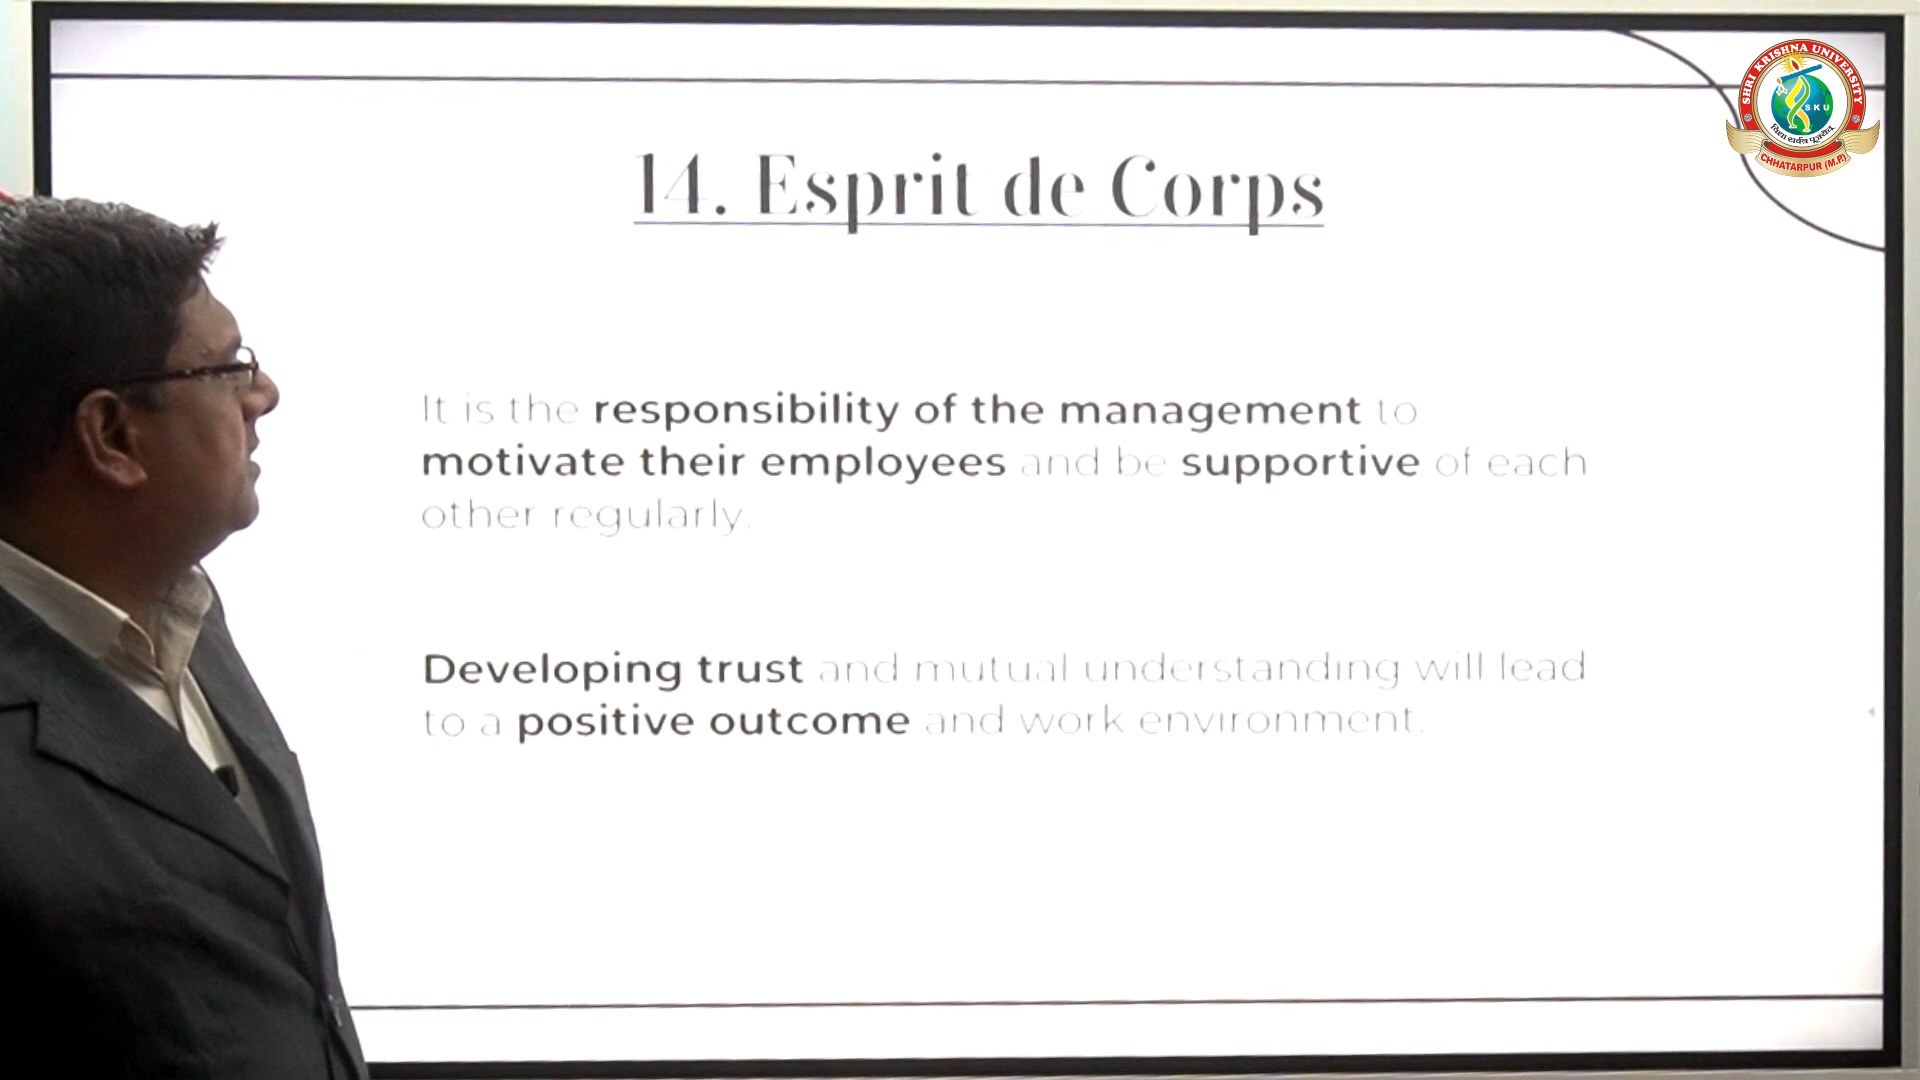 14. Esprit de Corps
It is the responsibility of the management to
motivate their employees and be supportive of each
other regularly.
Developing trust and mutual understanding will lead
to a positive outcome and work environment.
SHRI KRISHNA UNIVERSITY
SKU
CHHATARPUR (M.P.)